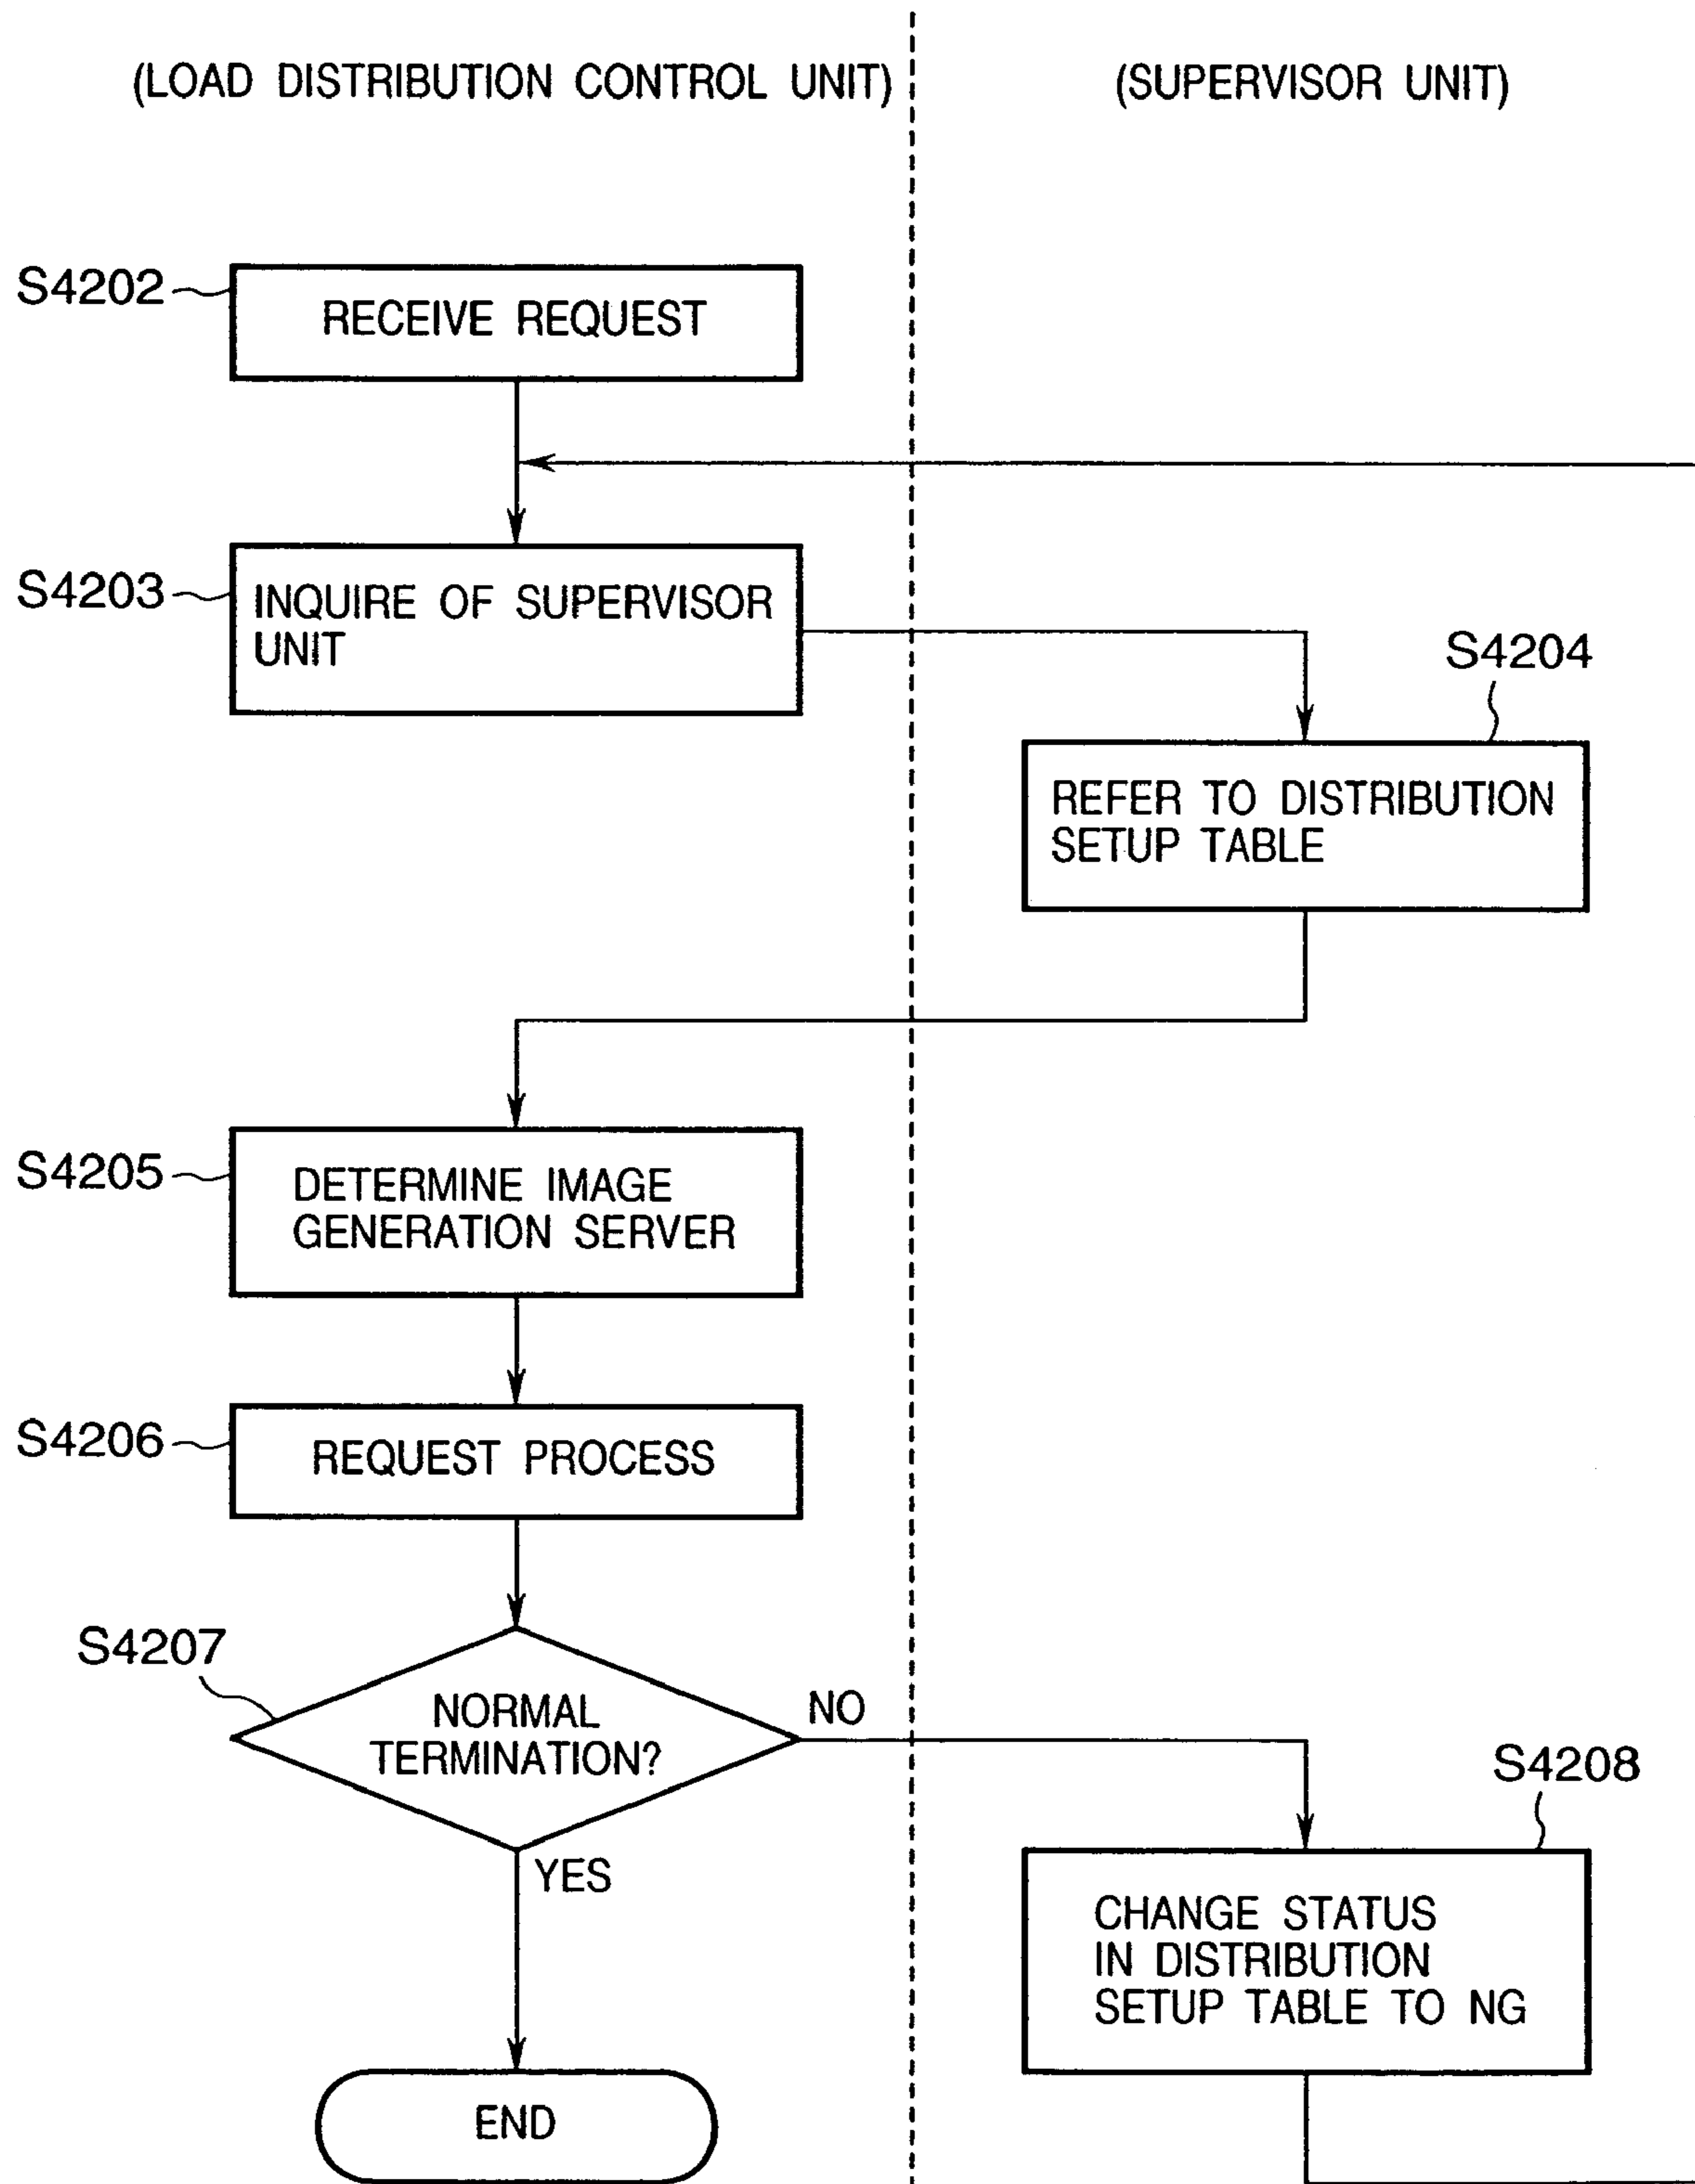 (LOAD DISTRIBUTION CONTROL UNIT)
(SUPERVISOR UNIT)
S4202
RECEIVE REQUEST
S4203
INQUIRE OF SUPERVISOR
UNIT
S4204
REFER TO DISTRIBUTION
SETUP TABLE
S4205
DETERMINE IMAGE
GENERATION SERVER
S4206
REQUEST PROCESS
S4207
NORMAL
TERMINATION?
NO
YES
S4208
CHANGE STATUS
IN DISTRIBUTION
SETUP TABLE TO NG
END